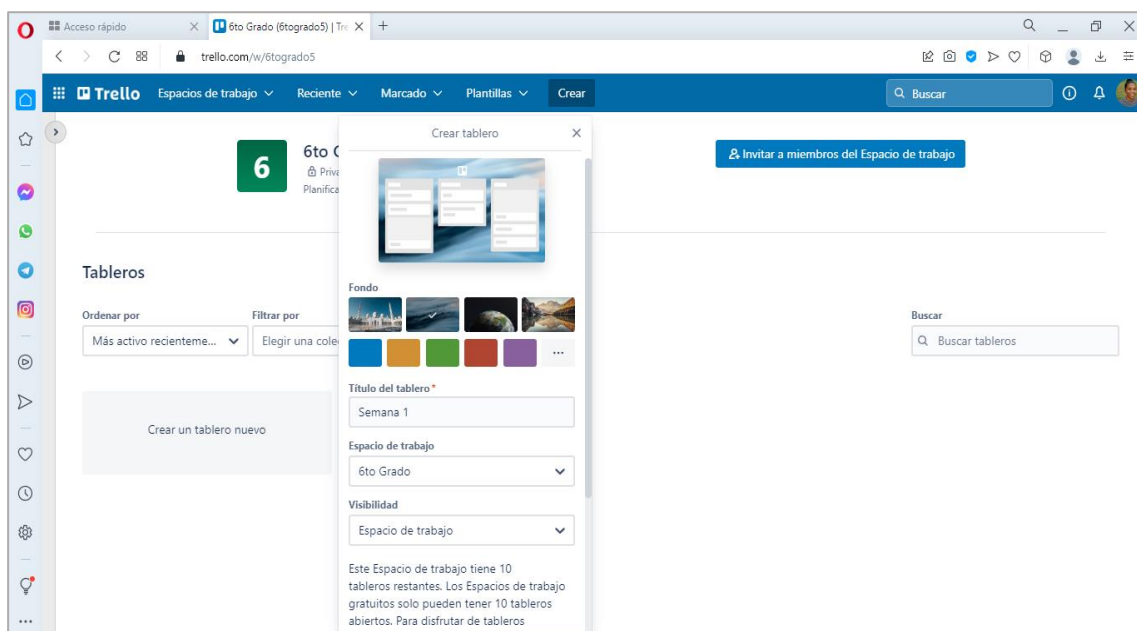 Acceso rápido
6to Grado (6togrado5) | Tre
trello.com/w/6togrado5
Trello Espacios de trabajo Reciente Marcado Plantillas Crear Buscar
Crear tablero
6
6to G
Priva
Planifica
Invitar a miembros del Espacio de trabajo
Tableros
Ordenar por
Más activo recienteme...
Filtrar por
Elegir una cole
Buscar
Buscar tableros
Crear un tablero nuevo
Fondo
Título del tablero *
Semana 1
Espacio de trabajo
6to Grado
Visibilidad
Espacio de trabajo
Este Espacio de trabajo tiene 10
tableros restantes. Los Espacios de trabajo
gratuitos solo pueden tener 10 tableros
abiertos. Para disfrutar de tableros